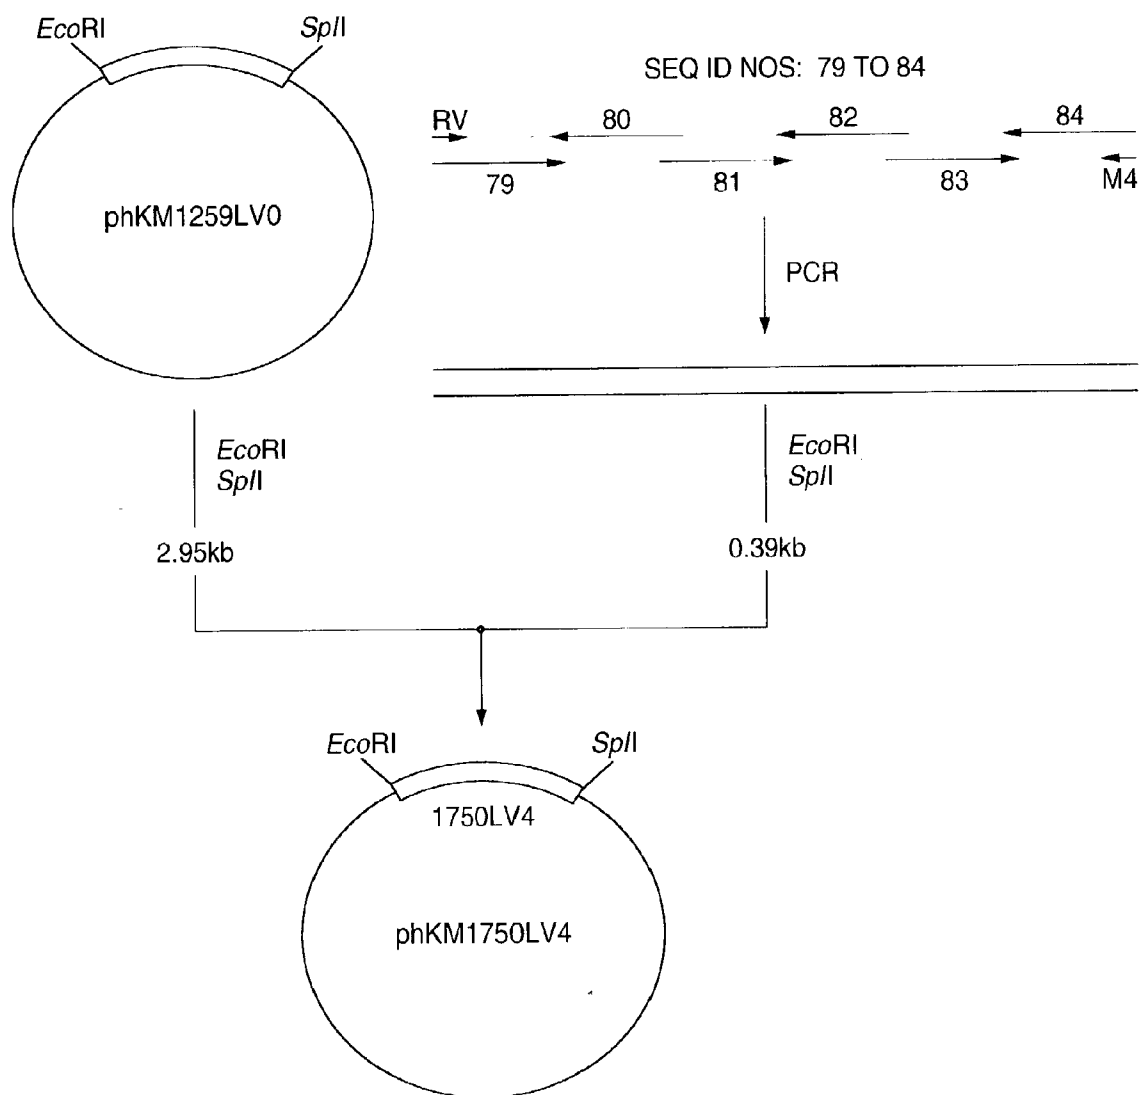 EcoRI
SplI
phKM1259LV0
SEQ ID NOS: 79 TO 84
RV
80
82
84
79
81
83
M4
PCR
EcoRI
SplI
2.95kb
EcoRI
SplI
0.39kb
EcoRI
SplI
1750LV4
phKM1750LV4